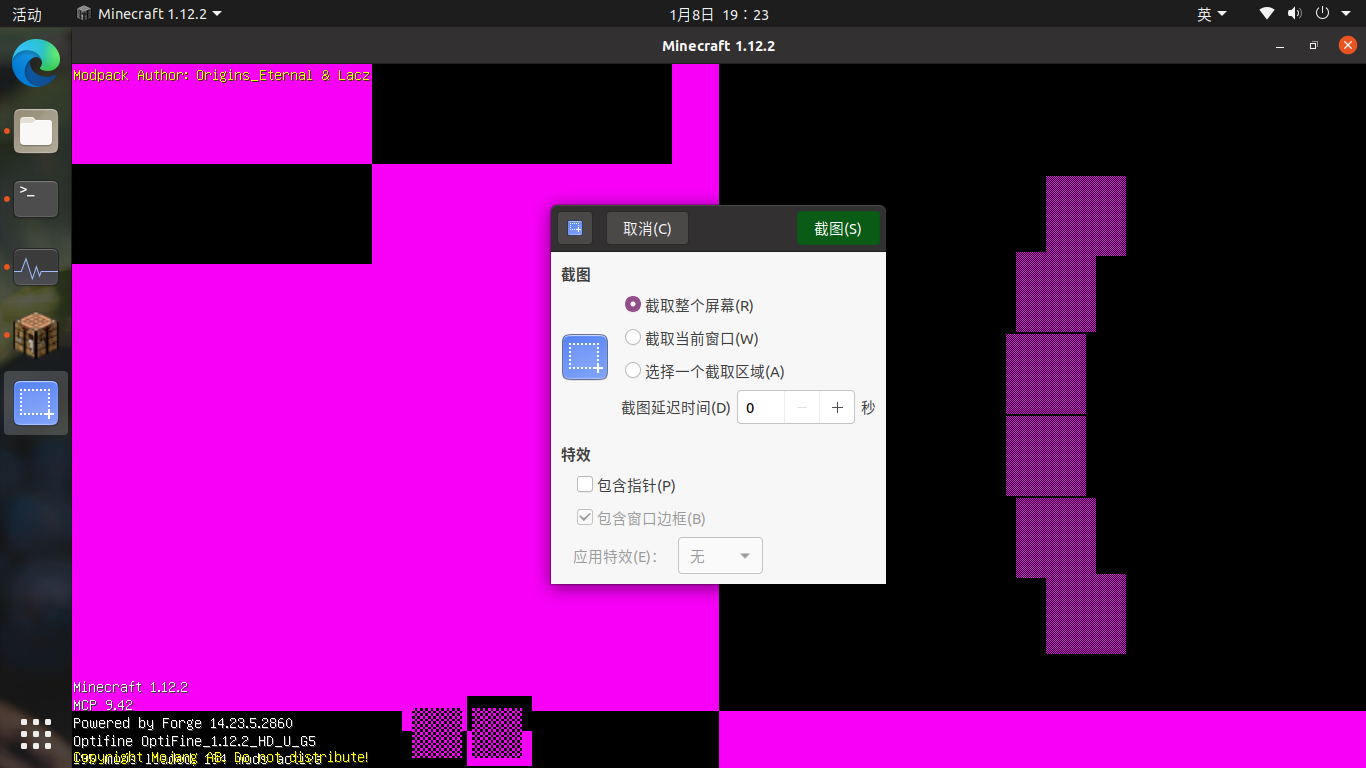 活动
Minecraft 1.12.2
1月8日 19：23
英
Minecraft 1.12.2
Modpack Author: Origins_Eternal & Lacz
取消(C)
截图(S)
截图
截取整个屏幕(R)
截取当前窗口(W)
选择一个截取区域(A)
截图延迟时间(D) 0 − + 秒
特效
包含指针(P)
包含窗口边框(B)
应用特效(E)： 无
Minecraft 1.12.2
MCP 9.42
Powered by Forge 14.23.5.2860
Optifine OptiFine_1.12.2_HD_U_G5
Copyright Mojang AB. Do not distribute!
mods loaded, mods active